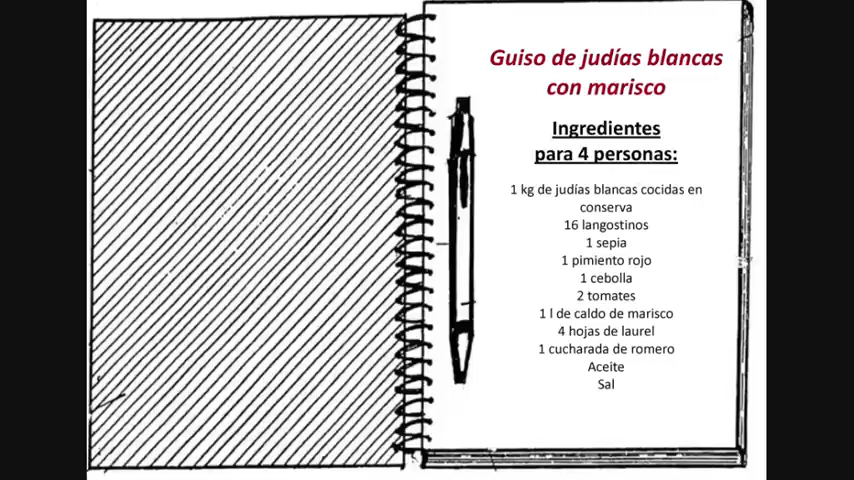 Guiso de judías blancas
con marisco
Ingredientes
para 4 personas:
1 kg de judías blancas cocidas en
conserva
16 langostinos
1 sepia
1 pimiento rojo
1 cebolla
2 tomates
1 l de caldo de marisco
4 hojas de laurel
1 cucharada de romero
Aceite
Sal